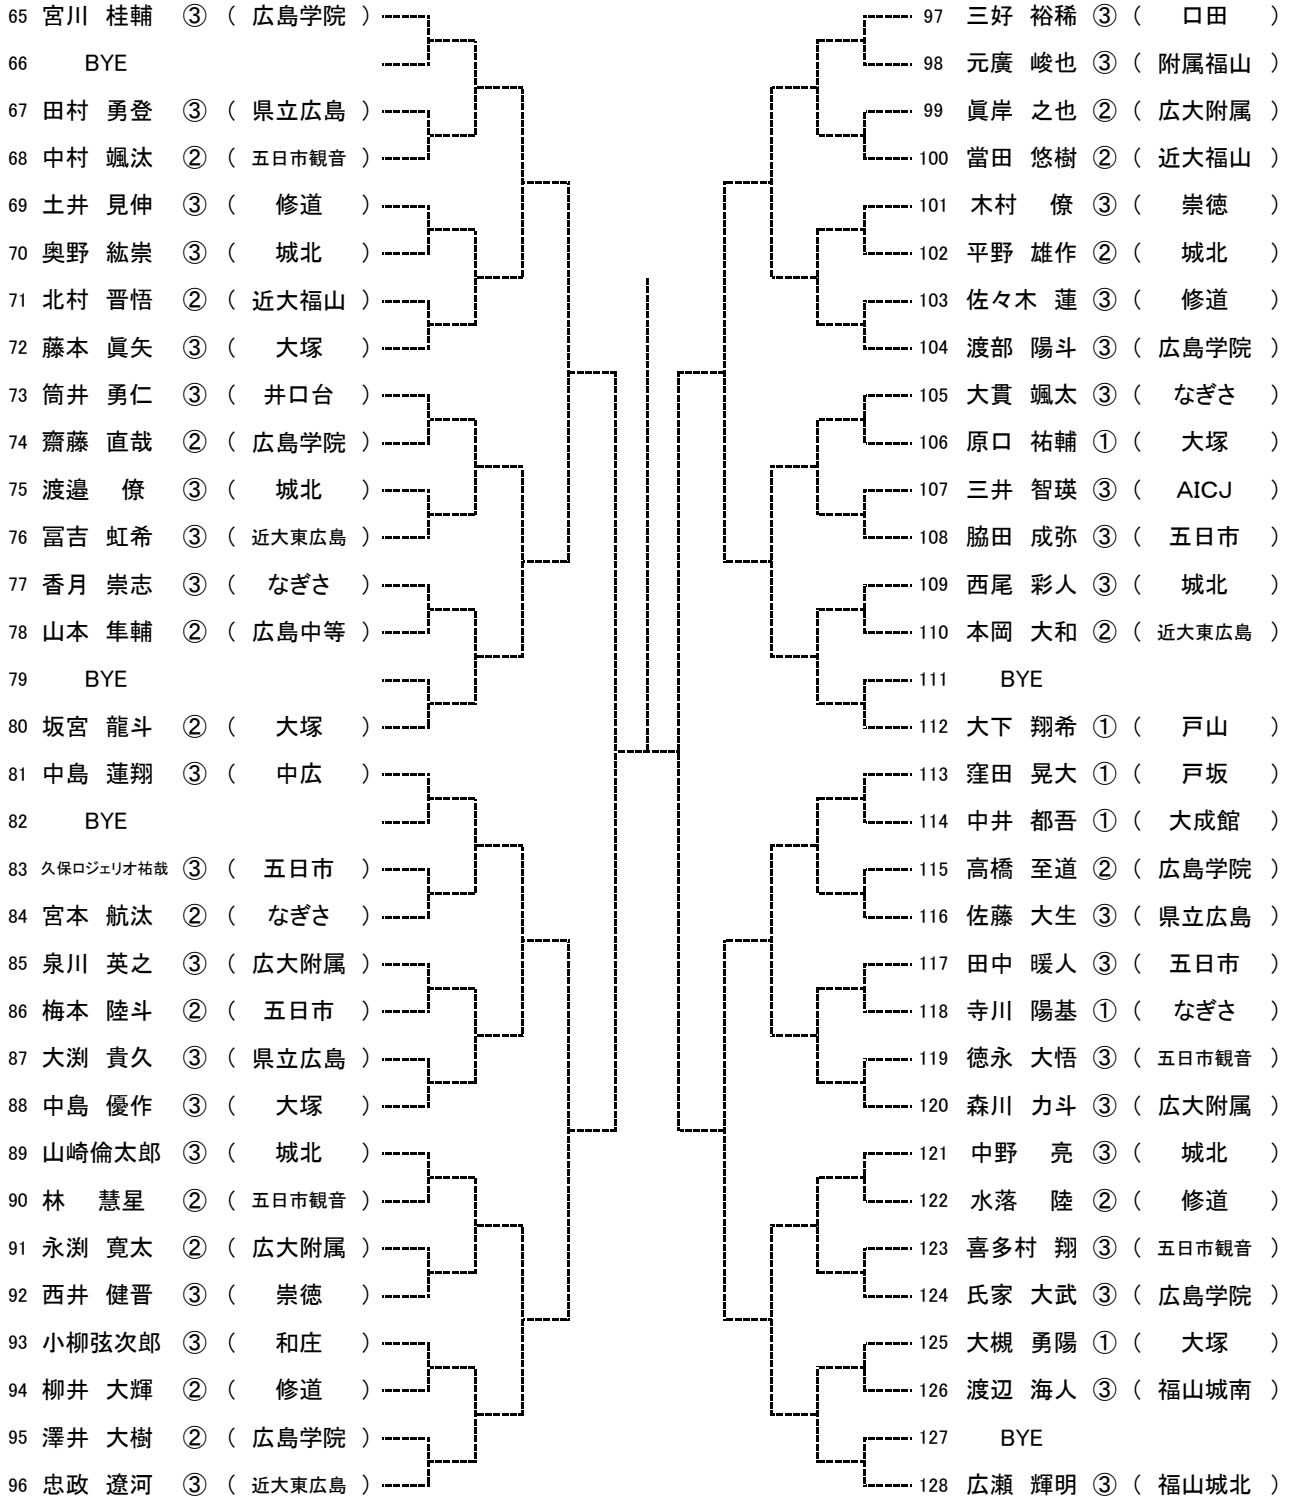 65 宮川 桂輔 ③ ( 広島学院 )
66 BYE
67 田村 勇登 ③ ( 県立広島 )
68 中村 颯汰 ② ( 五日市観音 )
69 土井 見伸 ③ ( 修道 )
70 奥野 紘崇 ③ ( 城北 )
71 北村 晋悟 ② ( 近大福山 )
72 藤本 眞矢 ③ ( 大塚 )
73 筒井 勇仁 ③ ( 井口台 )
74 齋藤 直哉 ② ( 広島学院 )
75 渡邉 僚 ③ ( 城北 )
76 冨吉 虹希 ③ ( 近大東広島 )
77 香月 崇志 ③ ( なぎさ )
78 山本 隼輔 ② ( 広島中等 )
79 BYE
80 坂宮 龍斗 ② ( 大塚 )
81 中島 蓮翔 ③ ( 中広 )
82 BYE
83 久保ロジェリオ祐哉 ③ ( 五日市 )
84 宮本 航汰 ② ( なぎさ )
85 泉川 英之 ③ ( 広大附属 )
86 梅本 陸斗 ② ( 五日市 )
87 大渕 貴久 ③ ( 県立広島 )
88 中島 優作 ③ ( 大塚 )
89 山崎倫太郎 ③ ( 城北 )
90 林 慧星 ② ( 五日市観音 )
91 永渕 寛太 ② ( 広大附属 )
92 西井 健晋 ③ ( 崇徳 )
93 小柳弦次郎 ③ ( 和庄 )
94 柳井 大輝 ② ( 修道 )
95 澤井 大樹 ② ( 広島学院 )
96 忠政 遼河 ③ ( 近大東広島 )
97 三好 裕稀 ③ ( 口田 )
98 元廣 峻也 ③ ( 附属福山 )
99 眞岸 之也 ② ( 広大附属 )
100 當田 悠樹 ② ( 近大福山 )
101 木村 僚 ③ ( 崇徳 )
102 平野 雄作 ② ( 城北 )
103 佐々木 蓮 ③ ( 修道 )
104 渡部 陽斗 ③ ( 広島学院 )
105 大貫 颯太 ③ ( なぎさ )
106 原口 祐輔 ① ( 大塚 )
107 三井 智瑛 ③ ( AICJ )
108 脇田 成弥 ③ ( 五日市 )
109 西尾 彩人 ③ ( 城北 )
110 本岡 大和 ② ( 近大東広島 )
111 BYE
112 大下 翔希 ① ( 戸山 )
113 窪田 晃大 ① ( 戸坂 )
114 中井 都吾 ① ( 大成館 )
115 高橋 至道 ② ( 広島学院 )
116 佐藤 大生 ③ ( 県立広島 )
117 田中 暖人 ③ ( 五日市 )
118 寺川 陽基 ① ( なぎさ )
119 徳永 大悟 ③ ( 五日市観音 )
120 森川 力斗 ③ ( 広大附属 )
121 中野 亮 ③ ( 城北 )
122 水落 陸 ② ( 修道 )
123 喜多村 翔 ③ ( 五日市観音 )
124 氏家 大武 ③ ( 広島学院 )
125 大槻 勇陽 ① ( 大塚 )
126 渡辺 海人 ③ ( 福山城南 )
127 BYE
128 広瀬 輝明 ③ ( 福山城北 )